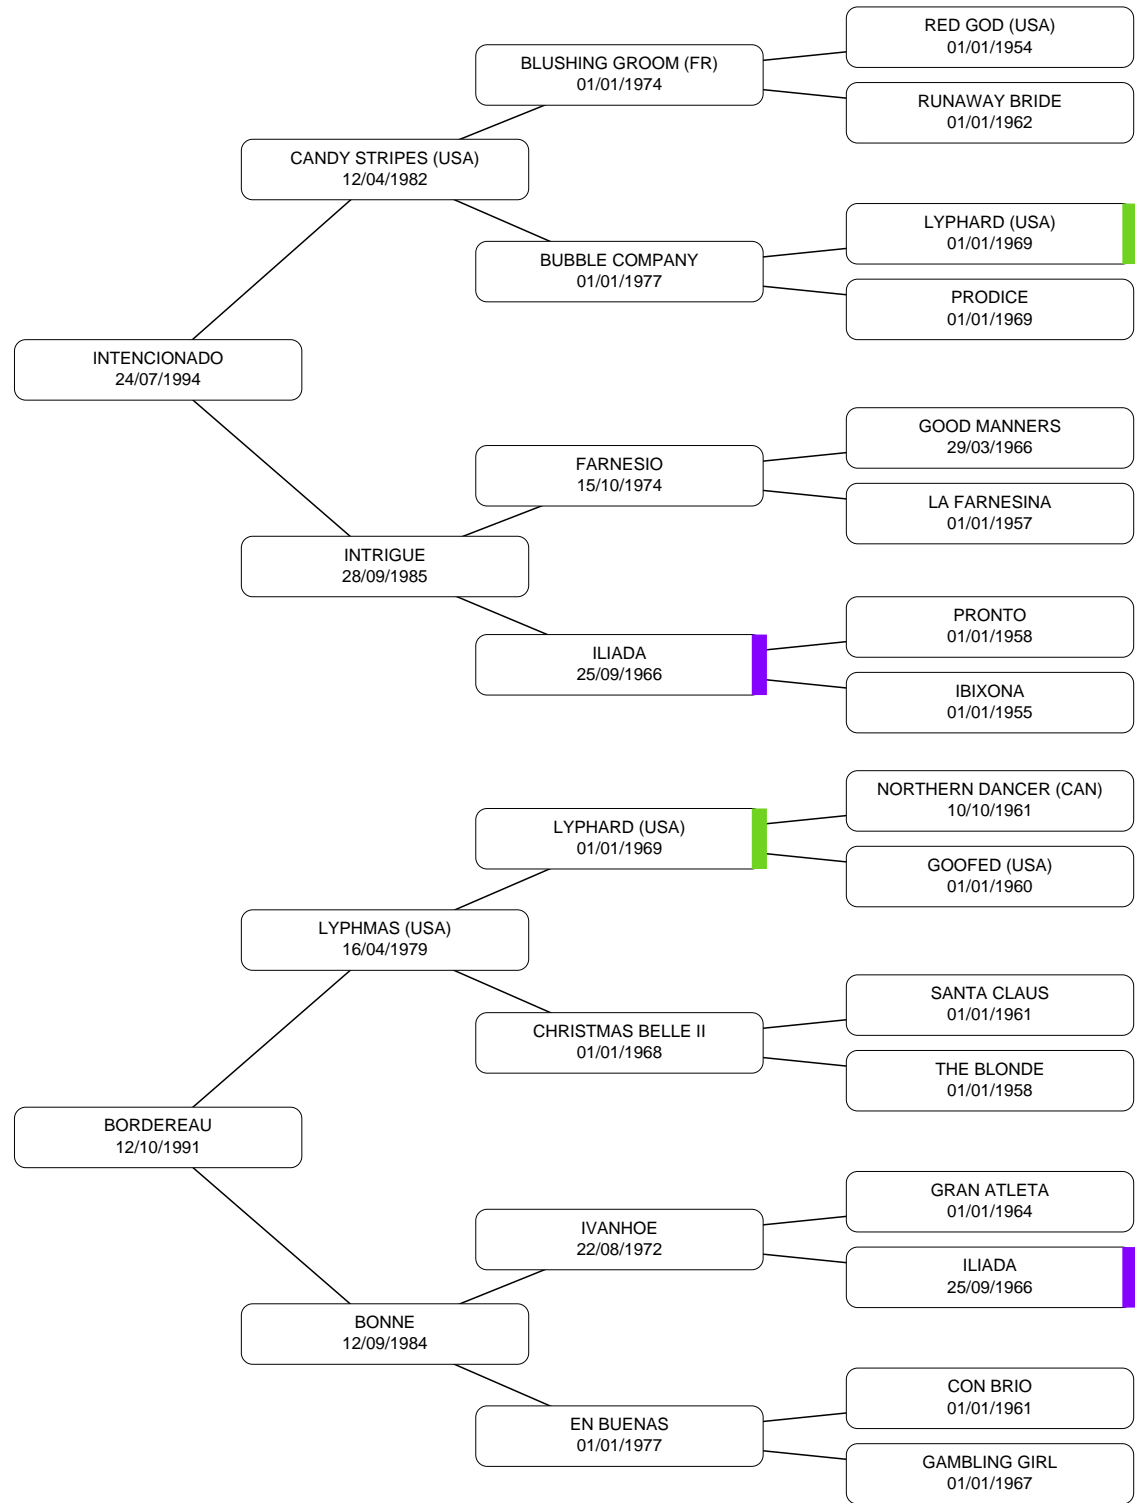 RED GOD (USA)
01/01/1954
BLUSHING GROOM (FR)
01/01/1974
RUNAWAY BRIDE
01/01/1962
CANDY STRIPES (USA)
12/04/1982
LYPHARD (USA)
01/01/1969
BUBBLE COMPANY
01/01/1977
PRODICE
01/01/1969
INTENCIONADO
24/07/1994
GOOD MANNERS
29/03/1966
FARNESIO
15/10/1974
LA FARNESINA
01/01/1957
INTRIGUE
28/09/1985
PRONTO
01/01/1958
ILIADA
25/09/1966
IBIXONA
01/01/1955
NORTHERN DANCER (CAN)
10/10/1961
LYPHARD (USA)
01/01/1969
GOOFED (USA)
01/01/1960
LYPHMAS (USA)
16/04/1979
SANTA CLAUS
01/01/1961
CHRISTMAS BELLE II
01/01/1968
THE BLONDE
01/01/1958
BORDEREAU
12/10/1991
GRAN ATLETA
01/01/1964
IVANHOE
22/08/1972
ILIADA
25/09/1966
BONNE
12/09/1984
CON BRIO
01/01/1961
EN BUENAS
01/01/1977
GAMBLING GIRL
01/01/1967